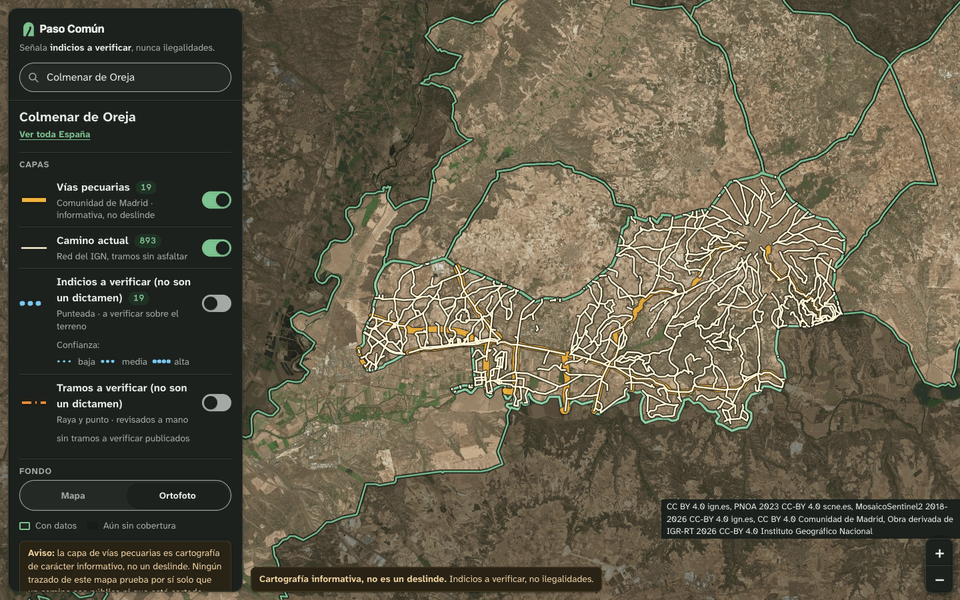 Paso Común
Señala indicios a verificar, nunca ilegalidades.
Colmenar de Oreja
Colmenar de Oreja
Ver toda España
CAPAS
Vías pecuarias 19
Comunidad de Madrid ·
informativa, no deslinde
Camino actual 893
Red del IGN, tramos sin asfaltar
Indicios a verificar (no son
un dictamen) 19
Punteada · a verificar sobre el
terreno
Confianza:
baja media alta
Tramos a verificar (no son
un dictamen)
Raya y punto · revisados a mano
sin tramos a verificar publicados
FONDO
Mapa Ortofoto
Con datos Aún sin cobertura
Aviso: la capa de vías pecuarias es cartografía
de carácter informativo, no un deslinde. Ningún
trazado de este mapa prueba por sí solo que
Cartografía informativa, no es un deslinde. Indicios a verificar, no ilegalidades.
CC BY 4.0 ign.es, PNOA 2023 CC-BY 4.0 scne.es, MosaicoSentinel2 2018-
2026 CC-BY 4.0 ign.es, CC BY 4.0 Comunidad de Madrid, Obra derivada de
IGR-RT 2026 CC-BY 4.0 Instituto Geográfico Nacional
+
−